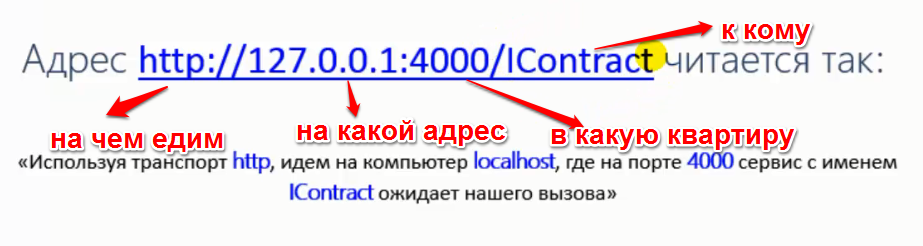 к кому
Адрес http://127.0.0.1:4000/IContract читается так:
на чем едим на какой адрес в какую квартиру
«Используя транспорт http, идем на компьютер localhost, где на порте 4000 сервис с именем
IContract ожидает нашего вызова»